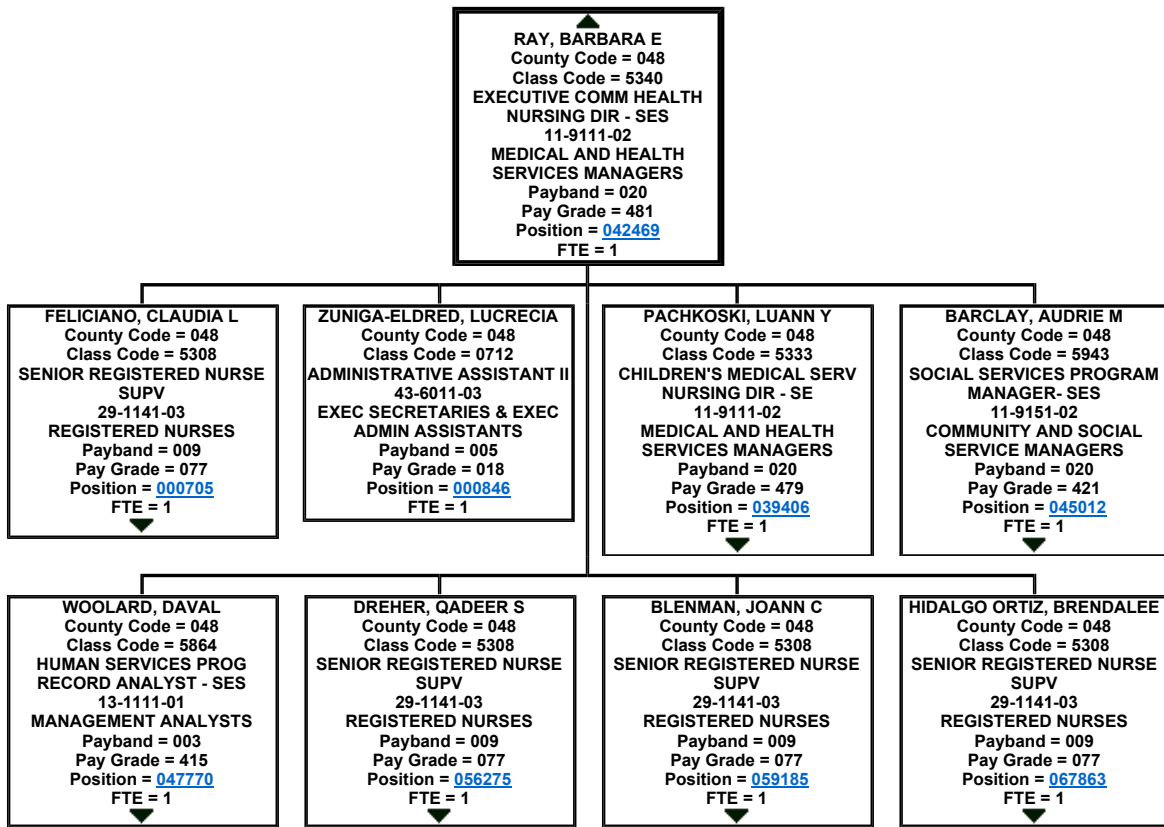 RAY, BARBARA E
County Code = 048
Class Code = 5340
EXECUTIVE COMM HEALTH
NURSING DIR - SES
11-9111-02
MEDICAL AND HEALTH
SERVICES MANAGERS
Payband = 020
Pay Grade = 481
Position = 042469
FTE = 1
FELICIANO, CLAUDIA L
County Code = 048
Class Code = 5308
SENIOR REGISTERED NURSE
SUPV
29-1141-03
REGISTERED NURSES
Payband = 009
Pay Grade = 077
Position = 000705
FTE = 1
ZUNIGA-ELDRED, LUCRECIA
County Code = 048
Class Code = 0712
ADMINISTRATIVE ASSISTANT II
43-6011-03
EXEC SECRETARIES & EXEC
ADMIN ASSISTANTS
Payband = 005
Pay Grade = 018
Position = 000846
FTE = 1
PACHKOSKI, LUANN Y
County Code = 048
Class Code = 5333
CHILDREN'S MEDICAL SERV
NURSING DIR - SE
11-9111-02
MEDICAL AND HEALTH
SERVICES MANAGERS
Payband = 020
Pay Grade = 479
Position = 039406
FTE = 1
BARCLAY, AUDRIE M
County Code = 048
Class Code = 5943
SOCIAL SERVICES PROGRAM
MANAGER- SES
11-9151-02
COMMUNITY AND SOCIAL
SERVICE MANAGERS
Payband = 020
Pay Grade = 421
Position = 045012
FTE = 1
WOOLARD, DAVAL
County Code = 048
Class Code = 5864
HUMAN SERVICES PROG
RECORD ANALYST - SES
13-1111-01
MANAGEMENT ANALYSTS
Payband = 003
Pay Grade = 415
Position = 047770
FTE = 1
DREHER, QADEER S
County Code = 048
Class Code = 5308
SENIOR REGISTERED NURSE
SUPV
29-1141-03
REGISTERED NURSES
Payband = 009
Pay Grade = 077
Position = 056275
FTE = 1
BLENMAN, JOANN C
County Code = 048
Class Code = 5308
SENIOR REGISTERED NURSE
SUPV
29-1141-03
REGISTERED NURSES
Payband = 009
Pay Grade = 077
Position = 059185
FTE = 1
HIDALGO ORTIZ, BRENDALEE
County Code = 048
Class Code = 5308
SENIOR REGISTERED NURSE
SUPV
29-1141-03
REGISTERED NURSES
Payband = 009
Pay Grade = 077
Position = 067863
FTE = 1